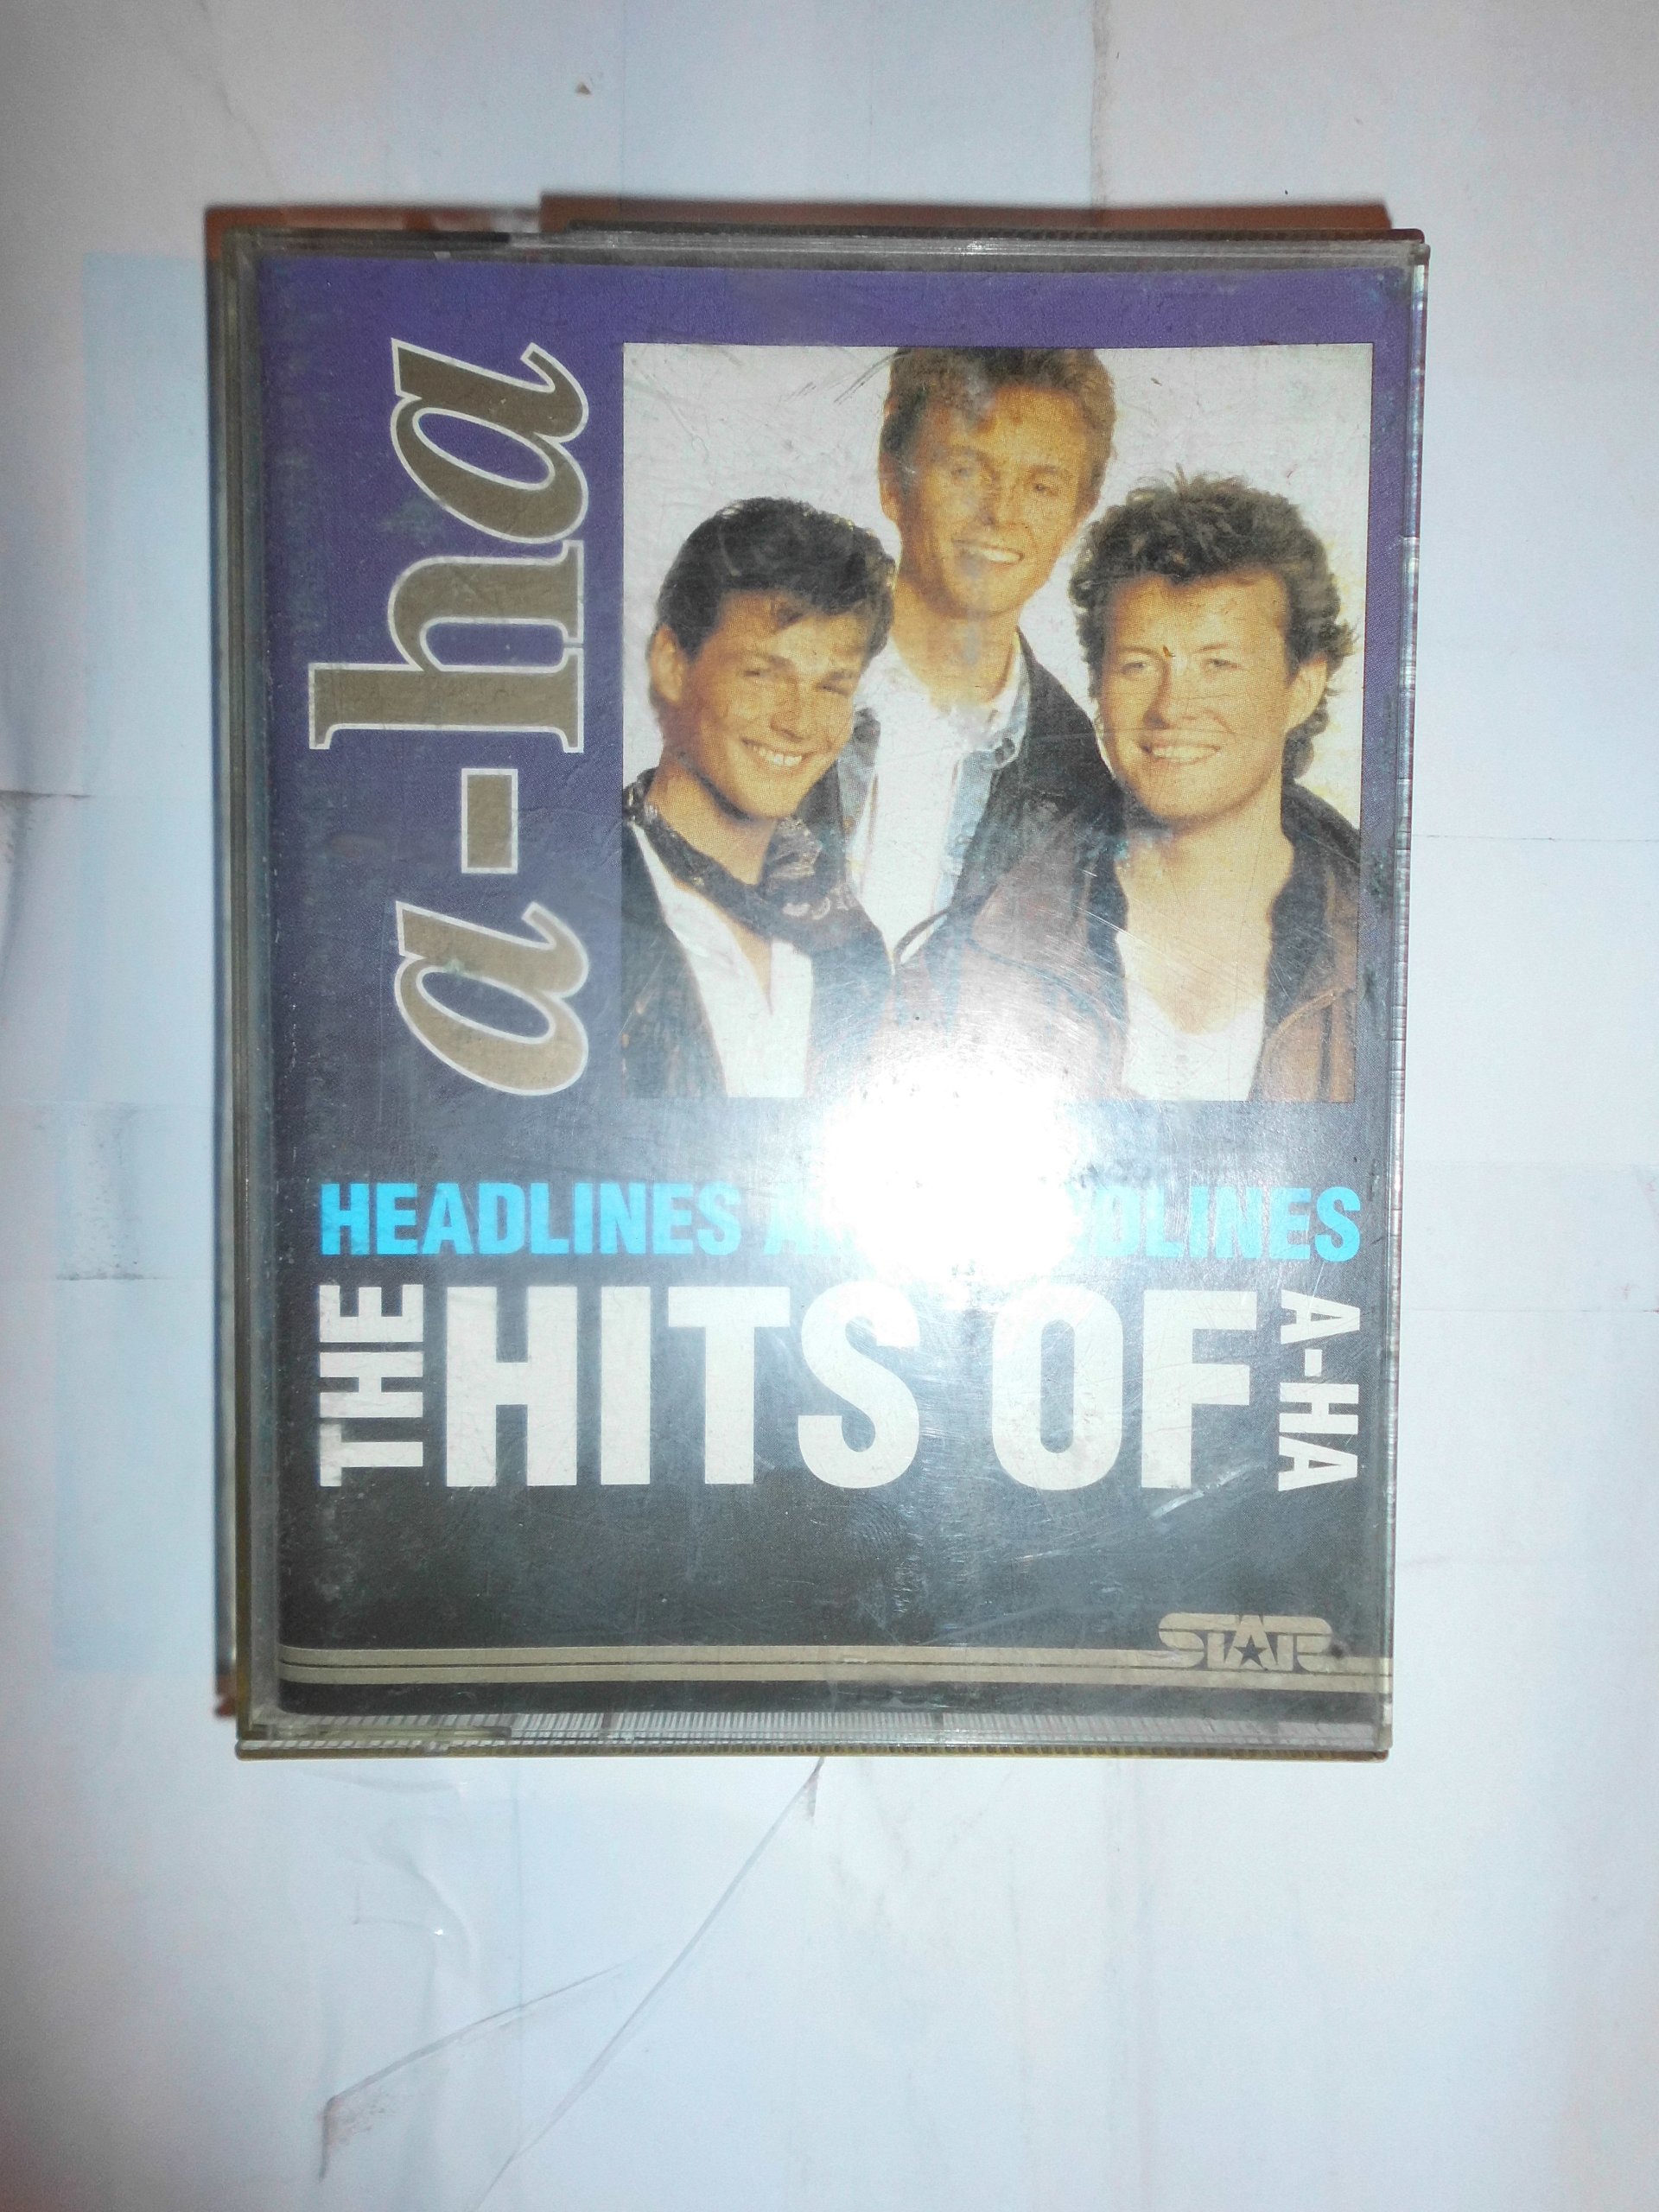 a-ha
HEADLINES
THE HITS OF A-HA
STAR